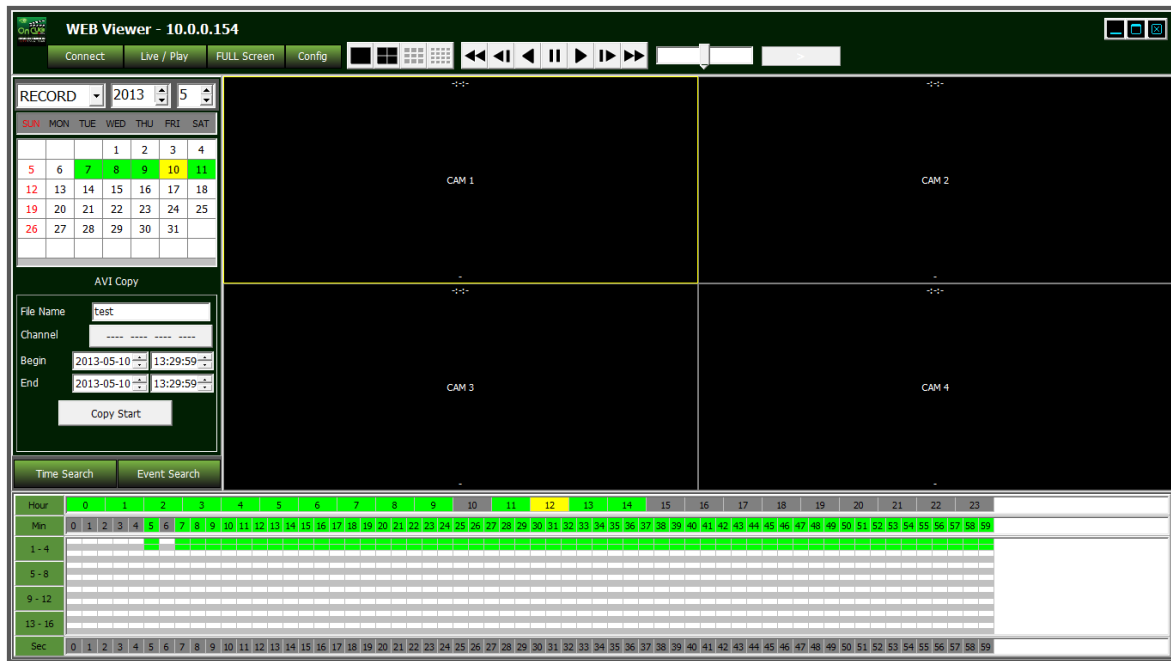 On CAM
WEB Viewer - 10.0.0.154
Connect Live / Play FULL Screen Config
RECORD 2013 5
SUN MON TUE WED THU FRI SAT
1 2 3 4
5 6 7 8 9 10 11
12 13 14 15 16 17 18
19 20 21 22 23 24 25
26 27 28 29 30 31
AVI Copy
File Name test
Channel ---- ---- ---- ----
Begin 2013-05-10 13:29:59
End 2013-05-10 13:29:59
Copy Start
Time Search Event Search
-:-:- -:-:-
CAM 1 CAM 2
- -
-:-:- -:-:-
CAM 3 CAM 4
- -
Hour 0 1 2 3 4 5 6 7 8 9 10 11 12 13 14 15 16 17 18 19 20 21 22 23
Min 0 1 2 3 4 5 6 7 8 9 10 11 12 13 14 15 16 17 18 19 20 21 22 23 24 25 26 27 28 29 30 31 32 33 34 35 36 37 38 39 40 41 42 43 44 45 46 47 48 49 50 51 52 53 54 55 56 57 58 59
1 - 4
5 - 8
9 - 12
13 - 16
Sec 0 1 2 3 4 5 6 7 8 9 10 11 12 13 14 15 16 17 18 19 20 21 22 23 24 25 26 27 28 29 30 31 32 33 34 35 36 37 38 39 40 41 42 43 44 45 46 47 48 49 50 51 52 53 54 55 56 57 58 59